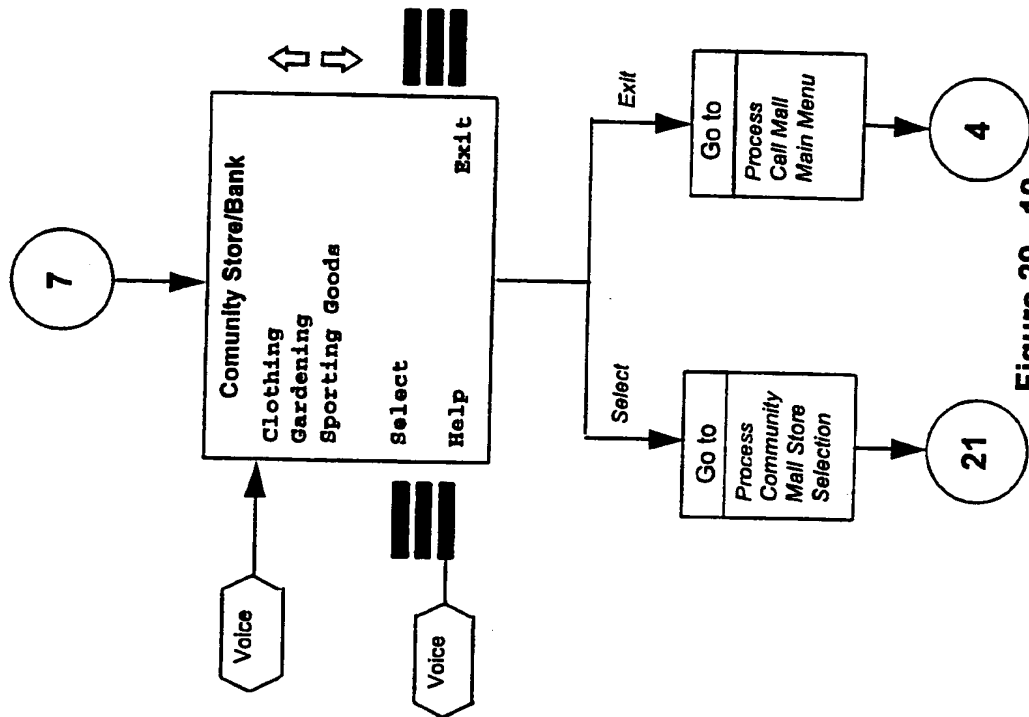 7
Comunity Store/Bank
Clothing
Gardening
Sporting Goods
Select
Help
Exit
Voice
Voice
Select
Exit
Go to
Process
Community
Mall Store
Selection
Go to
Process
Call Mall
Main Menu
21
4